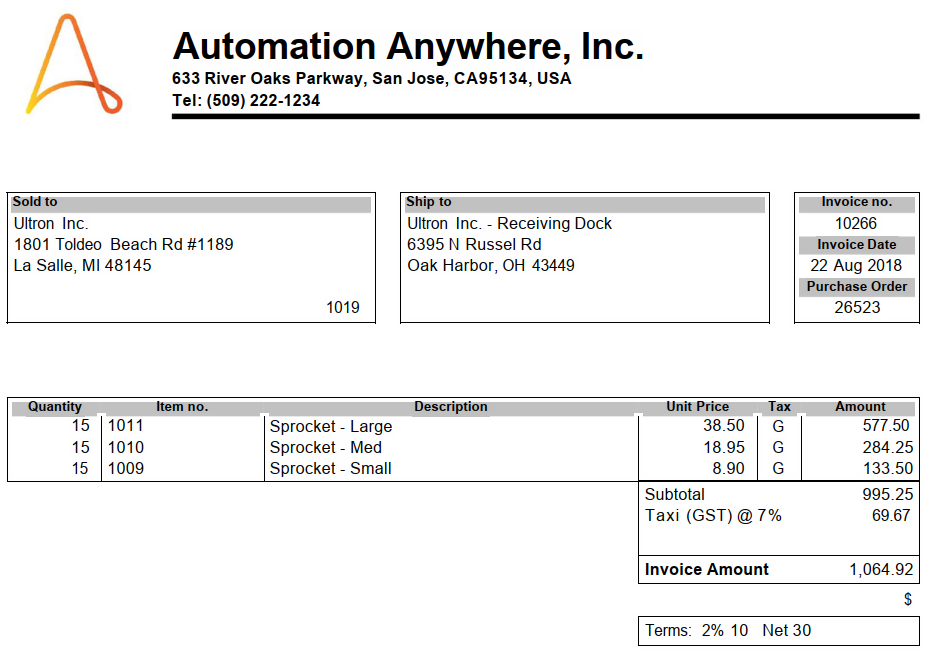 Automation Anywhere, Inc.
633 River Oaks Parkway, San Jose, CA95134, USA
Tel: (509) 222-1234
Sold to
Ultron Inc.
1801 Toldeo Beach Rd #1189
La Salle, MI 48145
1019
Ship to
Ultron Inc. - Receiving Dock
6395 N Russel Rd
Oak Harbor, OH 43449
Invoice no.
10266
Invoice Date
22 Aug 2018
Purchase Order
26523
Quantity Item no. Description Unit Price Tax Amount
15 1011 Sprocket - Large 38.50 G 577.50
15 1010 Sprocket - Med 18.95 G 284.25
15 1009 Sprocket - Small 8.90 G 133.50
Subtotal 995.25
Taxi (GST) @ 7% 69.67
Invoice Amount 1,064.92
$
Terms: 2% 10 Net 30